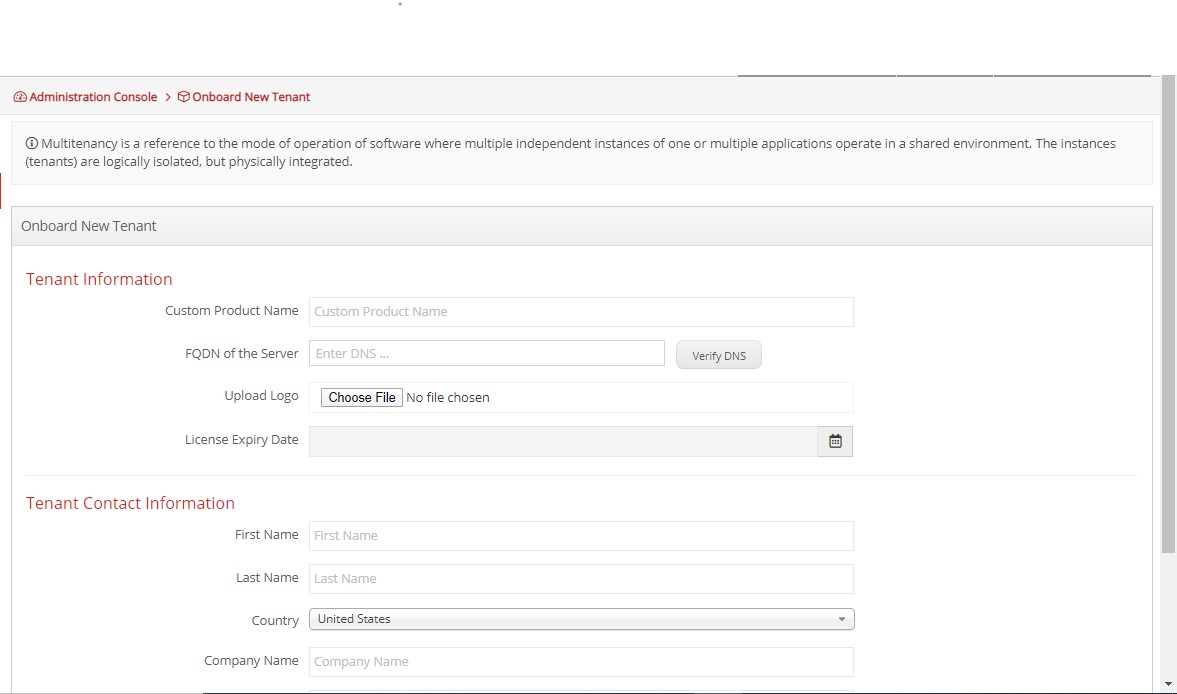 Administration Console > Onboard New Tenant
Multitenancy is a reference to the mode of operation of software where multiple independent instances of one or multiple applications operate in a shared environment. The instances
(tenants) are logically isolated, but physically integrated.
Onboard New Tenant
Tenant Information
Custom Product Name Custom Product Name
FQDN of the Server Enter DNS ... Verify DNS
Upload Logo Choose File No file chosen
License Expiry Date
Tenant Contact Information
First Name First Name
Last Name Last Name
Country United States
Company Name Company Name